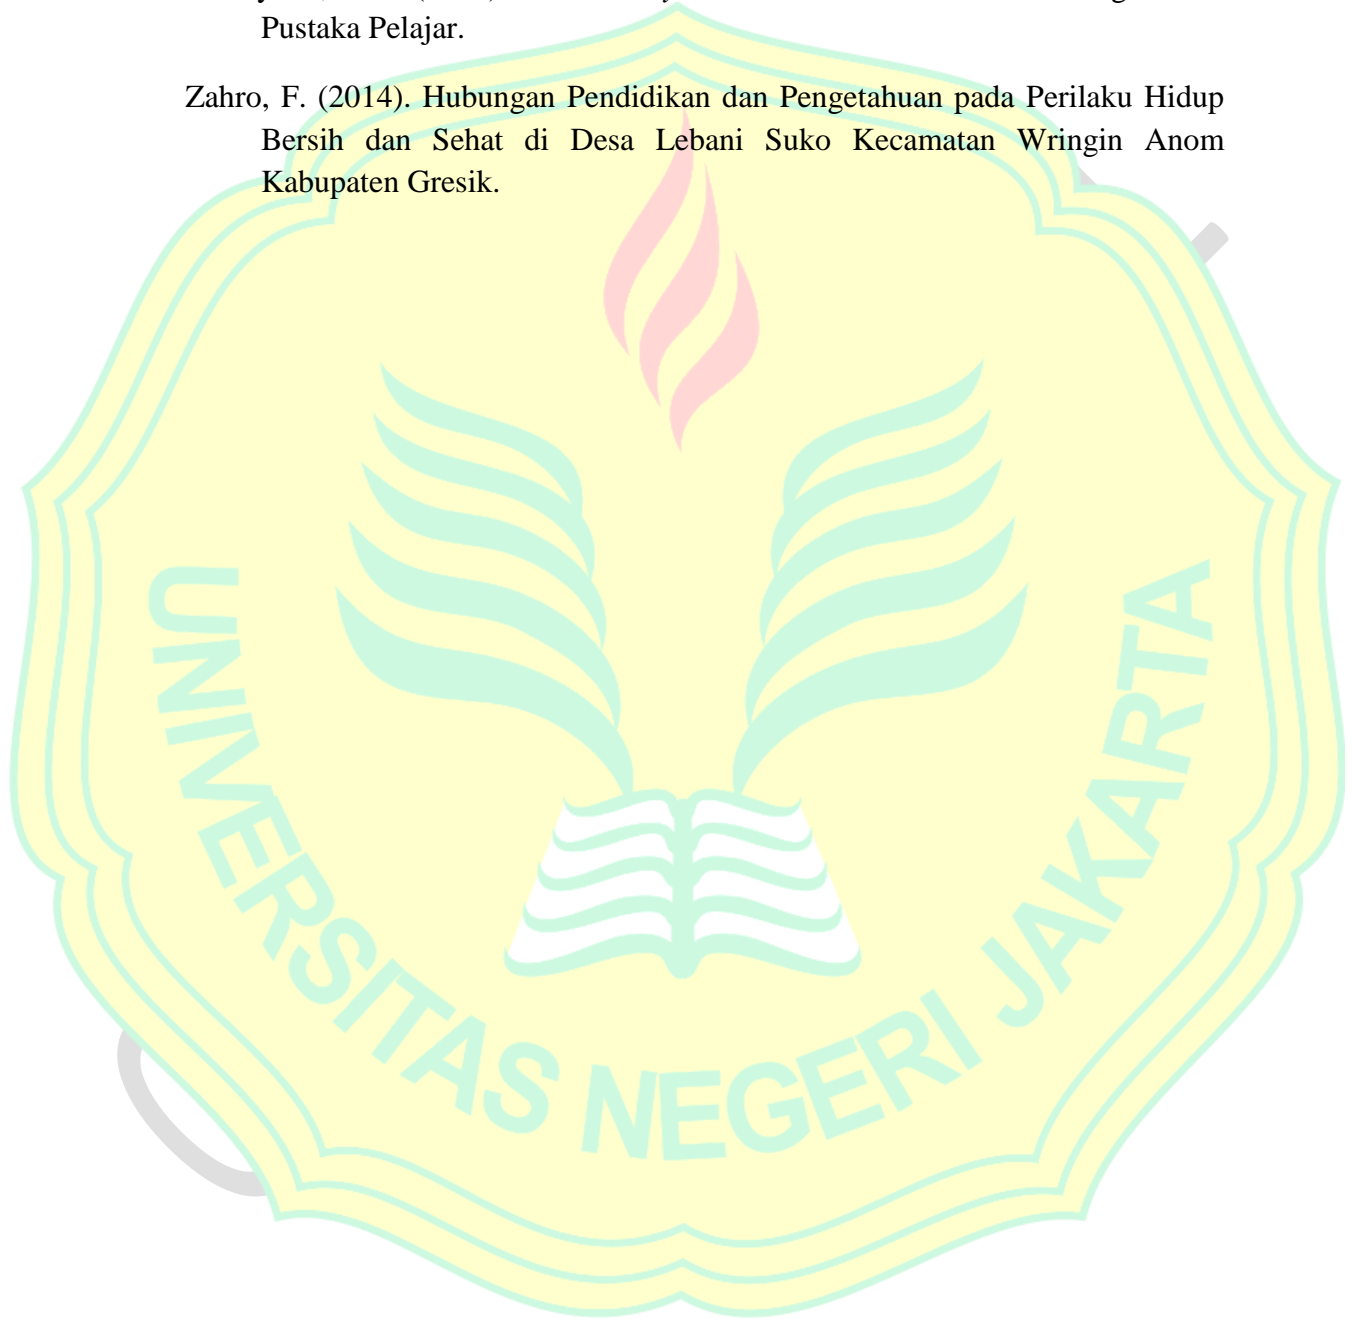 Pustaka Pelajar.
Zahro, F. (2014). Hubungan Pendidikan dan Pengetahuan pada Perilaku Hidup
Bersih dan Sehat di Desa Lebani Suko Kecamatan Wringin Anom
Kabupaten Gresik.
UNIVERSITAS NEGERI JAKARTA